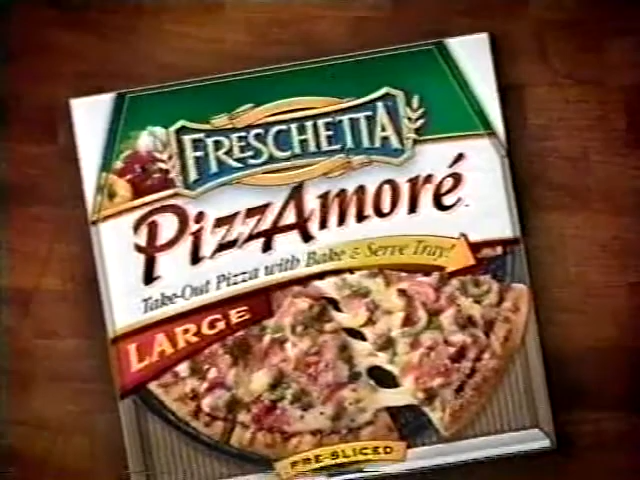 FRESCHETTA
PizzAmoré
Take-Out Pizza with Bake & Serve Tray!
LARGE
PRE-SLICED